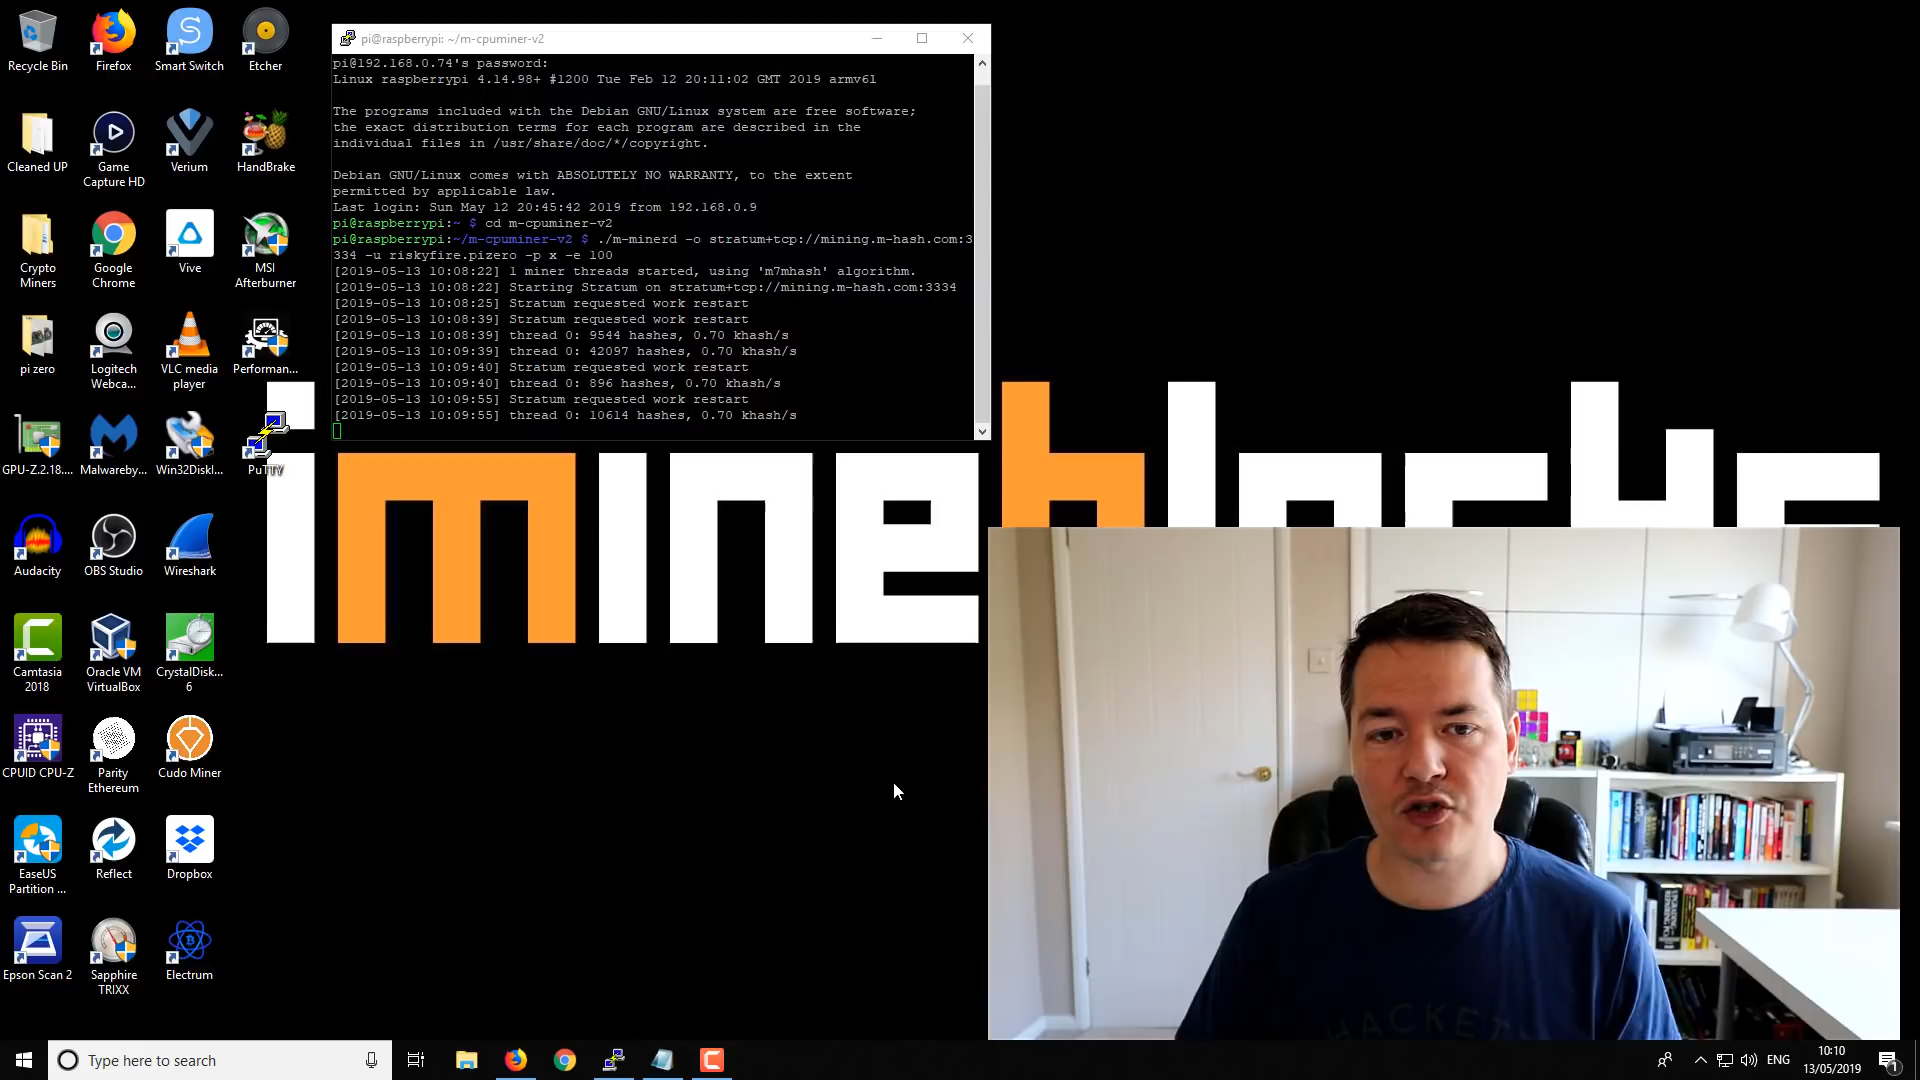 Recycle Bin
Firefox
Smart Switch
Etcher
Cleaned UP
Game
Capture HD
Verium
HandBrake
Crypto
Miners
Google
Chrome
Vive
MSI
Afterburner
pi zero
Logitech
Webca...
VLC media
player
Performan...
GPU-Z.2.18....
Malwareby...
Win32DiskI...
PuTTY
Audacity
OBS Studio
Wireshark
Camtasia
2018
Oracle VM
VirtualBox
CrystalDisk...
6
CPUID CPU-Z
Parity
Ethereum
Cudo Miner
EaseUS
Partition ...
Reflect
Dropbox
Epson Scan 2
Sapphire
TRIXX
Electrum
pi@raspberrypi: ~/m-cpuminer-v2
pi@192.168.0.74's password:
Linux raspberrypi 4.14.98+ #1200 Tue Feb 12 20:11:02 GMT 2019 armv6l
The programs included with the Debian GNU/Linux system are free software;
the exact distribution terms for each program are described in the
individual files in /usr/share/doc/*/copyright.
Debian GNU/Linux comes with ABSOLUTELY NO WARRANTY, to the extent
permitted by applicable law.
Last login: Sun May 12 20:45:42 2019 from 192.168.0.9
pi@raspberrypi:~ $ cd m-cpuminer-v2
pi@raspberrypi:~/m-cpuminer-v2 $ ./m-minerd -o stratum+tcp://mining.m-hash.com:3
334 -u riskyfire.pizero -p x -e 100
[2019-05-13 10:08:22] 1 miner threads started, using 'm7mhash' algorithm.
[2019-05-13 10:08:22] Starting Stratum on stratum+tcp://mining.m-hash.com:3334
[2019-05-13 10:08:25] Stratum requested work restart
[2019-05-13 10:08:39] Stratum requested work restart
[2019-05-13 10:08:39] thread 0: 9544 hashes, 0.70 khash/s
[2019-05-13 10:09:39] thread 0: 42097 hashes, 0.70 khash/s
[2019-05-13 10:09:40] Stratum requested work restart
[2019-05-13 10:09:40] thread 0: 896 hashes, 0.70 khash/s
[2019-05-13 10:09:55] Stratum requested work restart
[2019-05-13 10:09:55] thread 0: 10614 hashes, 0.70 khash/s
imineblocks
HACKET
Type here to search
ENG
10:10
13/05/2019
1